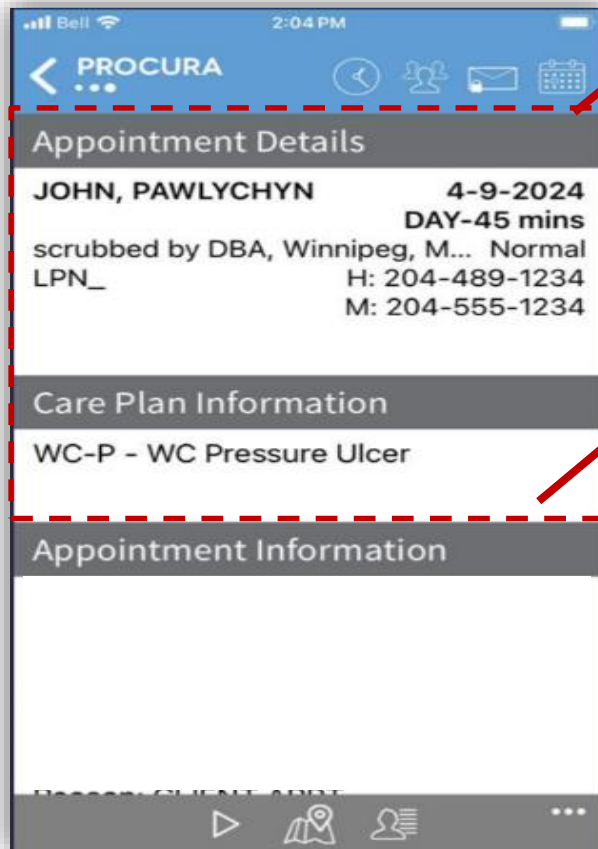 Bell 2:04 PM
PROCURA
Appointment Details
JOHN, PAWLYCHYN 4-9-2024
DAY-45 mins
scrubbed by DBA, Winnipeg, M... Normal
LPN_ H: 204-489-1234
M: 204-555-1234
Care Plan Information
WC-P - WC Pressure Ulcer
Appointment Information